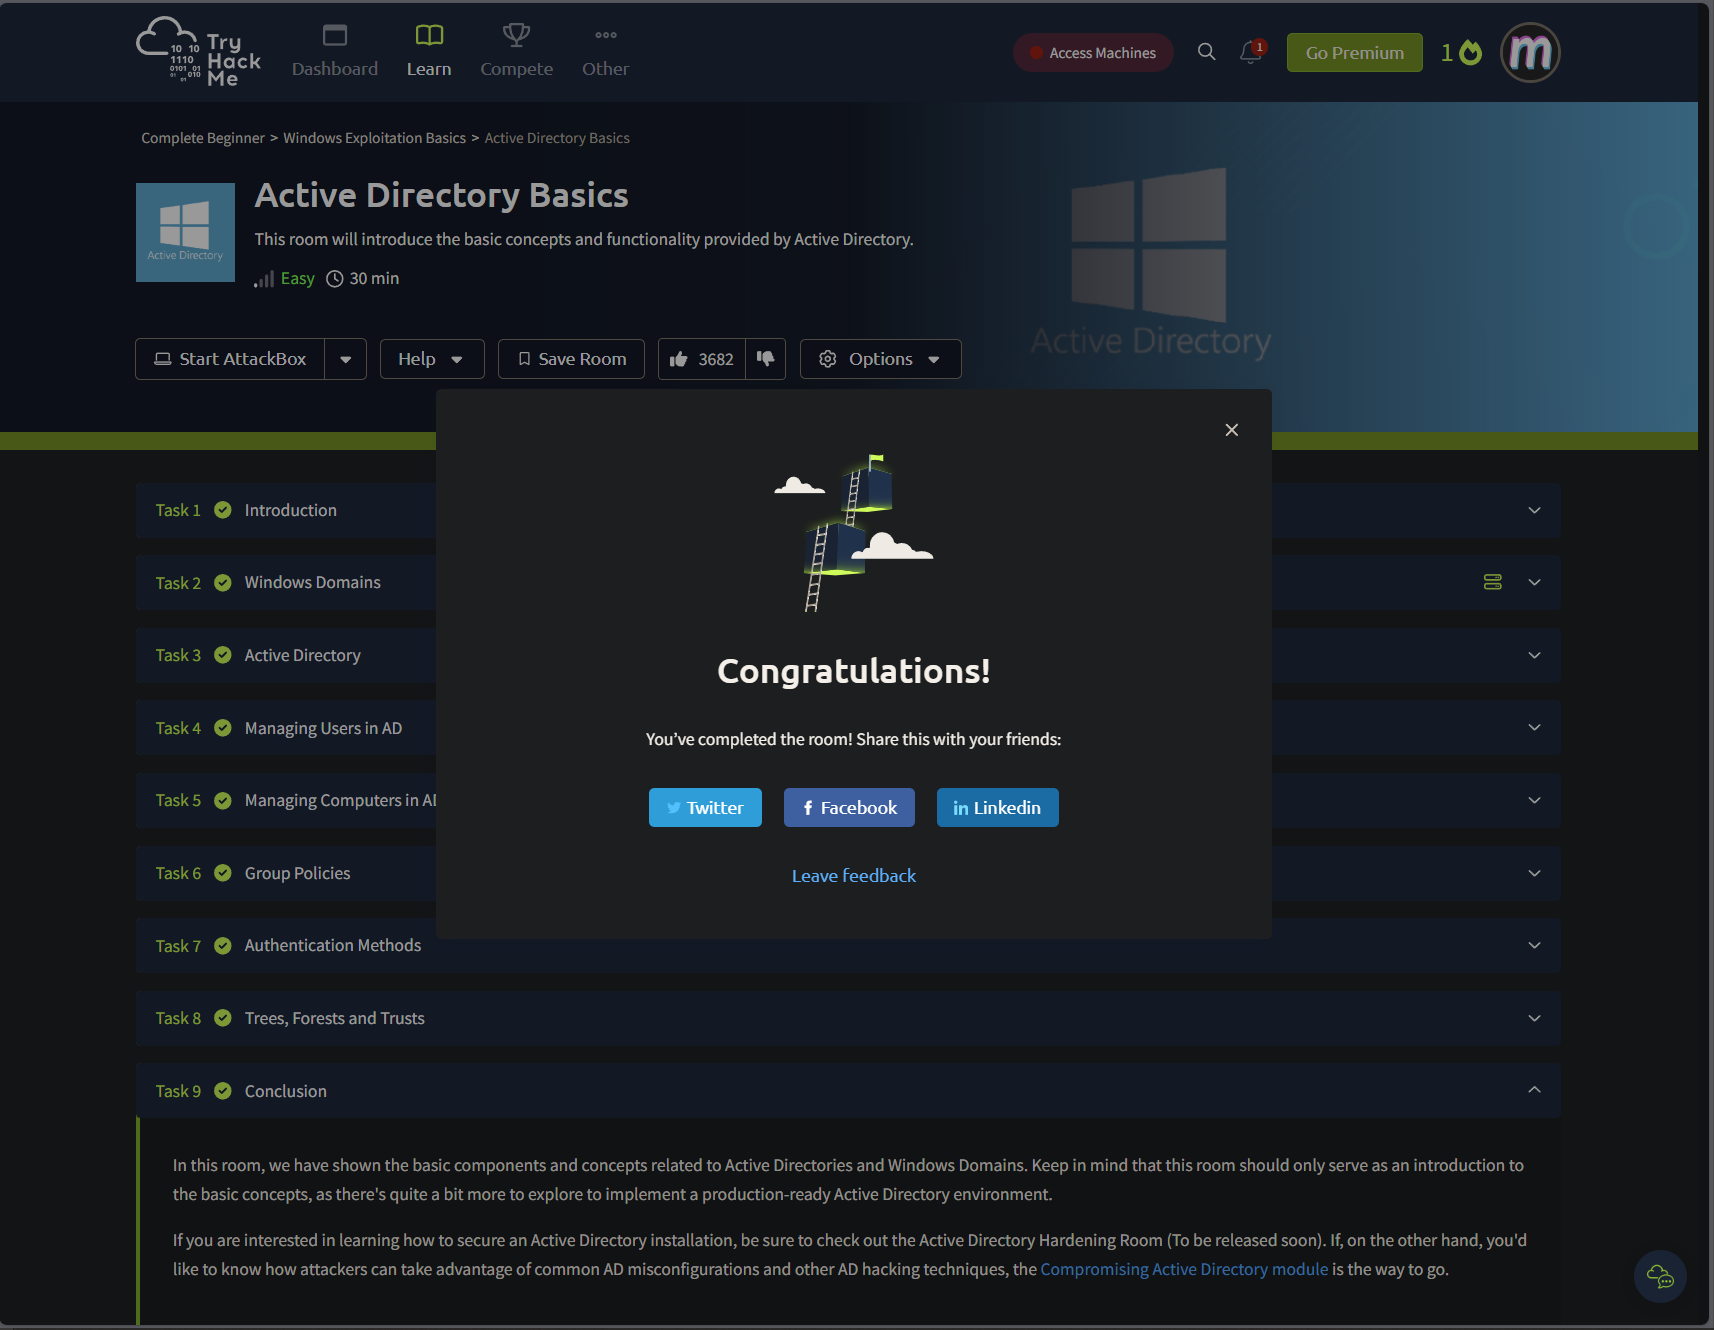 Try
Hack
Me
10 10
1110
0101 01
01 010
01
Dashboard
Learn
Compete
Other
Access Machines
1
Go Premium
1
m
Complete Beginner > Windows Exploitation Basics > Active Directory Basics
Active Directory
Active Directory Basics
This room will introduce the basic concepts and functionality provided by Active Directory.
Easy
30 min
Active Directory
Start AttackBox
Help
Save Room
3682
Options
Task 1
Introduction
Task 2
Windows Domains
Task 3
Active Directory
Task 4
Managing Users in AD
Task 5
Managing Computers in AD
Task 6
Group Policies
Task 7
Authentication Methods
Task 8
Trees, Forests and Trusts
Task 9
Conclusion
Congratulations!
You’ve completed the room! Share this with your friends:
Twitter
Facebook
Linkedin
Leave feedback
In this room, we have shown the basic components and concepts related to Active Directories and Windows Domains. Keep in mind that this room should only serve as an introduction to
the basic concepts, as there's quite a bit more to explore to implement a production-ready Active Directory environment.
If you are interested in learning how to secure an Active Directory installation, be sure to check out the Active Directory Hardening Room (To be released soon). If, on the other hand, you'd
like to know how attackers can take advantage of common AD misconfigurations and other AD hacking techniques, the Compromising Active Directory module is the way to go.